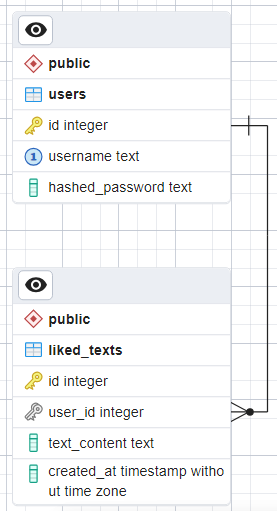 public
users
id integer
1 username text
hashed_password text
public
liked_texts
id integer
user_id integer
text_content text
created_at timestamp witho
ut time zone